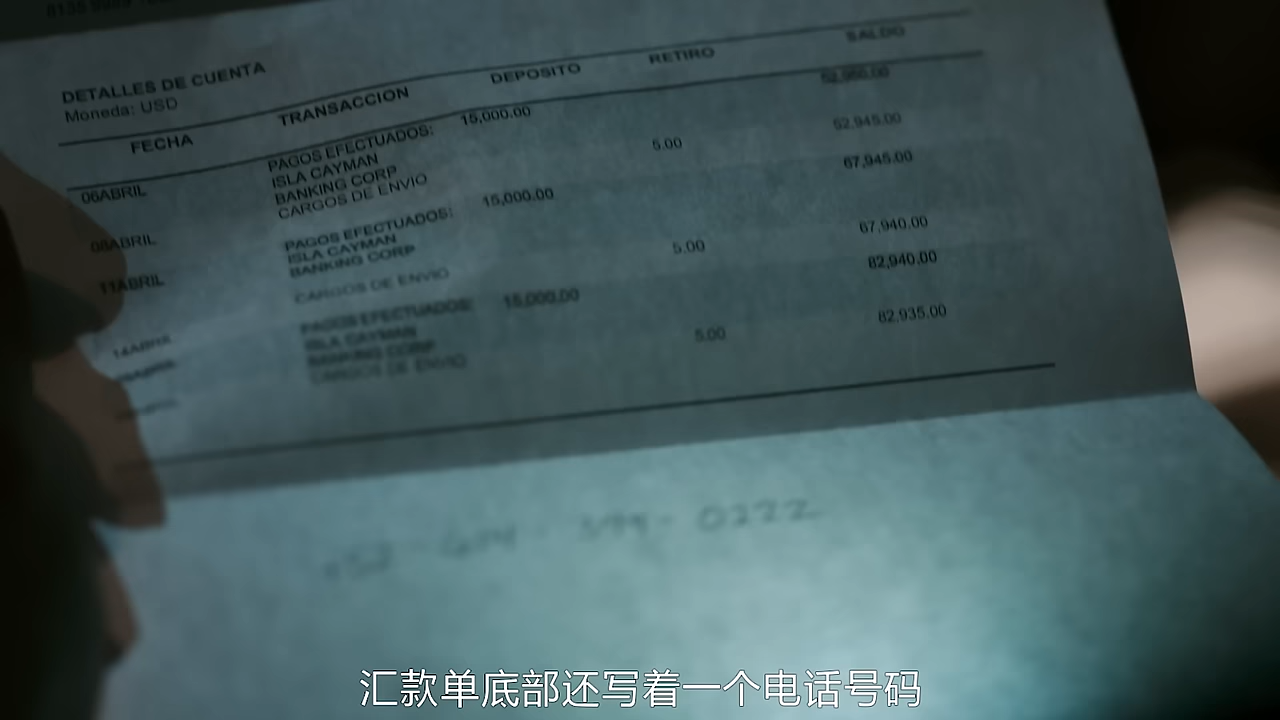 DETALLES DE CUENTA
Moneda: USD
FECHA TRANSACCION DEPOSITO RETIRO SALDO
06ABRIL PAGOS EFECTUADOS: 15,000.00 52,950.00
ISLA CAYMAN
BANKING CORP
CARGOS DE ENVIO 5.00 52,945.00
08ABRIL PAGOS EFECTUADOS: 15,000.00 67,945.00
ISLA CAYMAN
BANKING CORP
11ABRIL CARGOS DE ENVIO 5.00 67,940.00
PAGOS EFECTUADOS: 15,000.00 82,940.00
ISLA CAYMAN
BANKING CORP
CARGOS DE ENVIO 5.00 82.935.00
0222
汇款单底部还写着一个电话号码